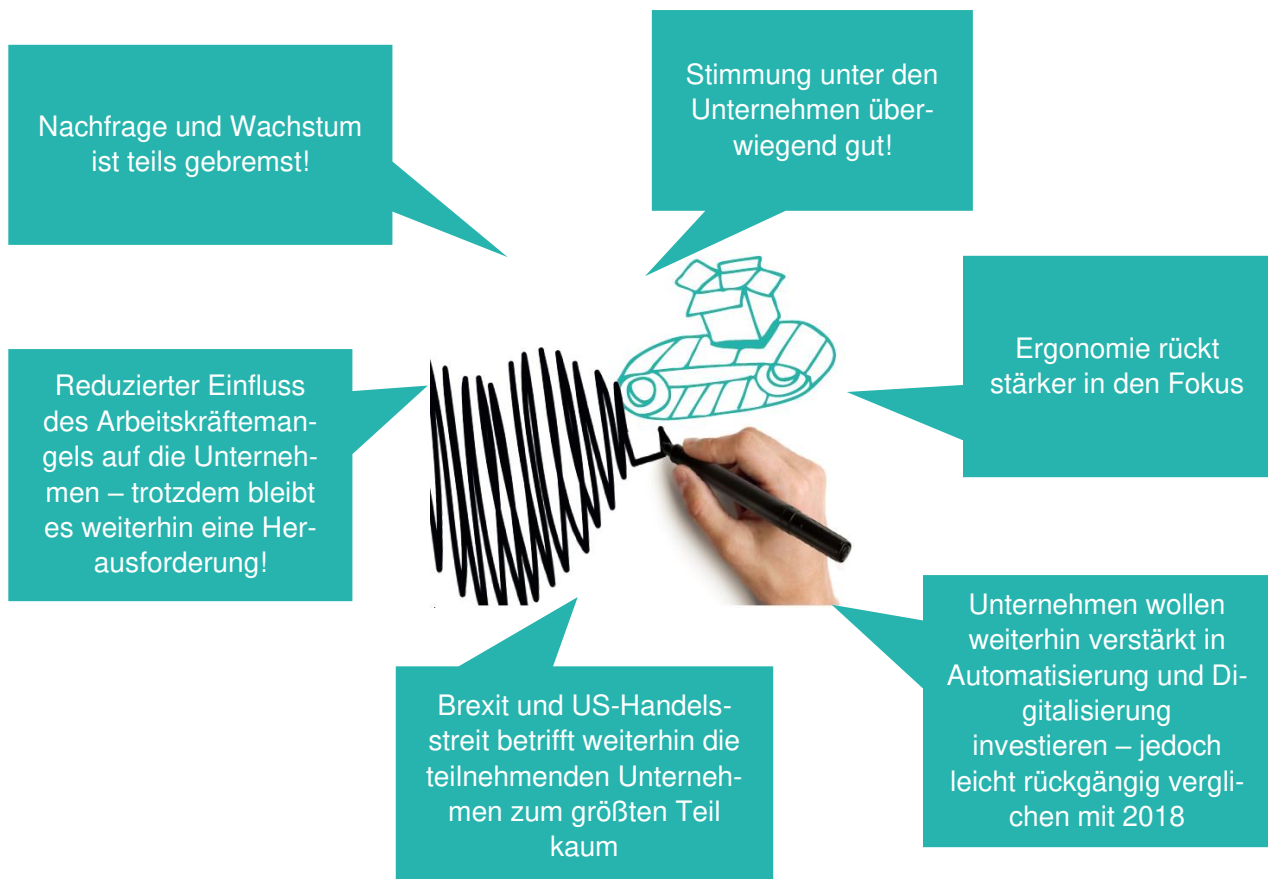 Nachfrage und Wachstum
ist teils gebremst!
Stimmung unter den
Unternehmen über-
wiegend gut!
Reduzierter Einfluss
des Arbeitskräfteman-
gels auf die Unterneh-
men – trotzdem bleibt
es weiterhin eine Her-
ausforderung!
Ergonomie rückt
stärker in den Fokus
Brexit und US-Handels-
streit betrifft weiterhin die
teilnehmenden Unterneh-
men zum größten Teil
kaum
Unternehmen wollen
weiterhin verstärkt in
Automatisierung und Di-
gitalisierung
investieren – jedoch
leicht rückgängig vergli-
chen mit 2018